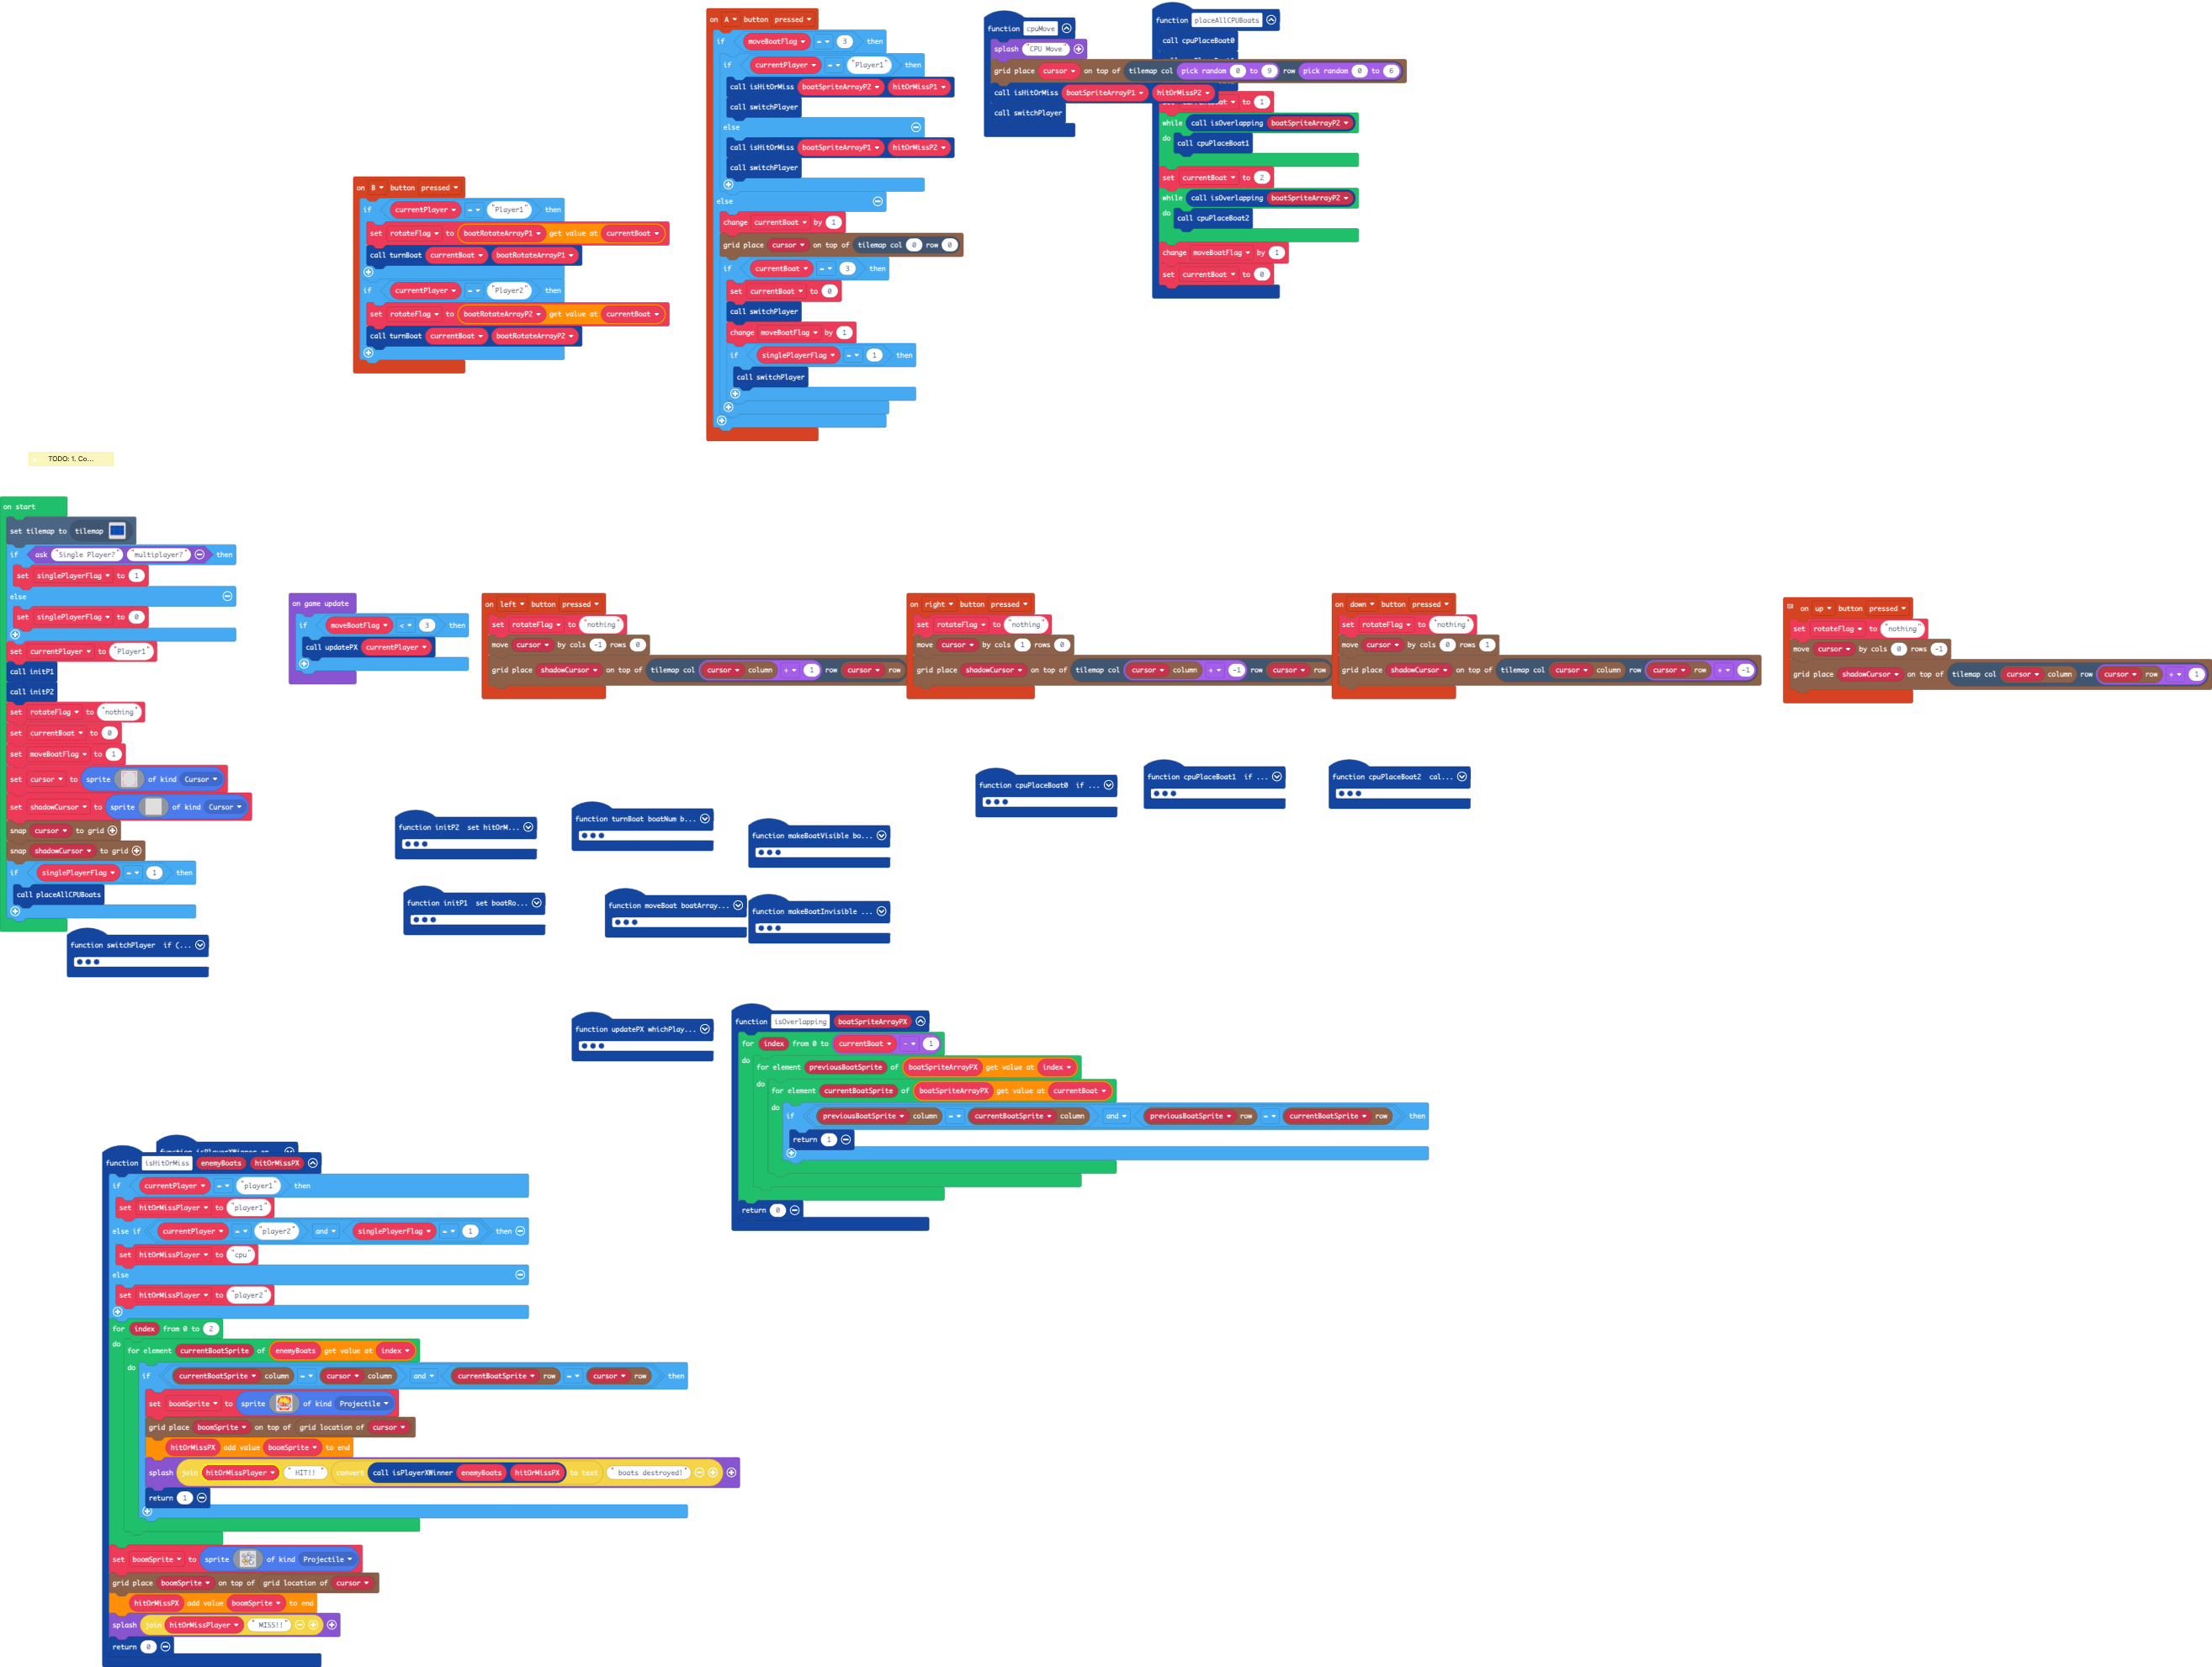 on A button pressed
if moveBoatFlag = 3 then
if currentPlayer = "Player1" then
call isHitOrMiss boatSpriteArrayP2 hitOrMissP1
call switchPlayer
else
call isHitOrMiss boatSpriteArrayP1 hitOrMissP2
call switchPlayer
else
change currentBoat by 1
grid place cursor on top of tilemap col 0 row 0
if currentBoat = 3 then
set currentBoat to 0
call switchPlayer
change moveBoatFlag by 1
if singlePlayerFlag = 1 then
call switchPlayer
function cpuMove
splash "CPU Move"
grid place cursor on top of tilemap col pick random 0 to 9 row pick random 0 to 6
call isHitOrMiss boatSpriteArrayP1 hitOrMissP2
call switchPlayer
function placeAllCPUBoats
call cpuPlaceBoat0
to 1
while call isOverlapping boatSpriteArrayP2
do call cpuPlaceBoat1
set currentBoat to 2
while call isOverlapping boatSpriteArrayP2
do call cpuPlaceBoat2
change moveBoatFlag by 1
set currentBoat to 0
on B button pressed
if currentPlayer = "Player1" then
set rotateFlag to boatRotateArrayP1 get value at currentBoat
call turnBoat currentBoat boatRotateArrayP1
if currentPlayer = "Player2" then
set rotateFlag to boatRotateArrayP2 get value at currentBoat
call turnBoat currentBoat boatRotateArrayP2
TODO: 1. Co...
on start
set tilemap to tilemap
if ask "Single Player?" "multiplayer?" then
set singlePlayerFlag to 1
else
set singlePlayerFlag to 0
set currentPlayer to "Player1"
call initP1
call initP2
set rotateFlag to "nothing"
set currentBoat to 0
set moveBoatFlag to 1
set cursor to sprite of kind Cursor
set shadowCursor to sprite of kind Cursor
snap cursor to grid
snap shadowCursor to grid
if singlePlayerFlag = 1 then
call placeAllCPUBoats
on game update
if moveBoatFlag < 3 then
call updatePX currentPlayer
on left button pressed
set rotateFlag to "nothing"
move cursor by cols -1 rows 0
grid place shadowCursor on top of tilemap col cursor column + 1 row cursor row
on right button pressed
set rotateFlag to "nothing"
move cursor by cols 1 rows 0
grid place shadowCursor on top of tilemap col cursor column + -1 row cursor row
on down button pressed
set rotateFlag to "nothing"
move cursor by cols 0 rows 1
grid place shadowCursor on top of tilemap col cursor column row cursor row + -1
on up button pressed
set rotateFlag to "nothing"
move cursor by cols 0 rows -1
grid place shadowCursor on top of tilemap col cursor column row cursor row + 1
function cpuPlaceBoat0 if ...
function cpuPlaceBoat1 if ...
function cpuPlaceBoat2 cal...
function initP2 set hitOrM...
function turnBoat boatNum b...
function makeBoatVisible bo...
function initP1 set boatRo...
function moveBoat boatArray...
function makeBoatInvisible ...
function switchPlayer if (...
function updatePX whichPlay...
function isOverlapping boatSpriteArrayPX
for index from 0 to currentBoat - 1
do for element previousBoatSprite of boatSpriteArrayPX get value at index
do for element currentBoatSprite of boatSpriteArrayPX get value at currentBoat
do if previousBoatSprite column = currentBoatSprite column and previousBoatSprite row = currentBoatSprite row then
return 1
return 0
function isPlayerXWinner en...
function isHitOrMiss enemyBoats hitOrMissPX
if currentPlayer = "player1" then
set hitOrMissPlayer to "player1"
else if currentPlayer = "player2" and singlePlayerFlag = 1 then
set hitOrMissPlayer to "cpu"
else
set hitOrMissPlayer to "player2"
for index from 0 to 2
do for element currentBoatSprite of enemyBoats get value at index
do if currentBoatSprite column = cursor column and currentBoatSprite row = cursor row then
set boomSprite to sprite of kind Projectile
grid place boomSprite on top of grid location of cursor
hitOrMissPX add value boomSprite to end
splash join hitOrMissPlayer " HIT!! " convert call isPlayerXWinner enemyBoats hitOrMissPX to text " boats destroyed!"
return 1
set boomSprite to sprite of kind Projectile
grid place boomSprite on top of grid location of cursor
hitOrMissPX add value boomSprite to end
splash join hitOrMissPlayer " MISS!!"
return 0